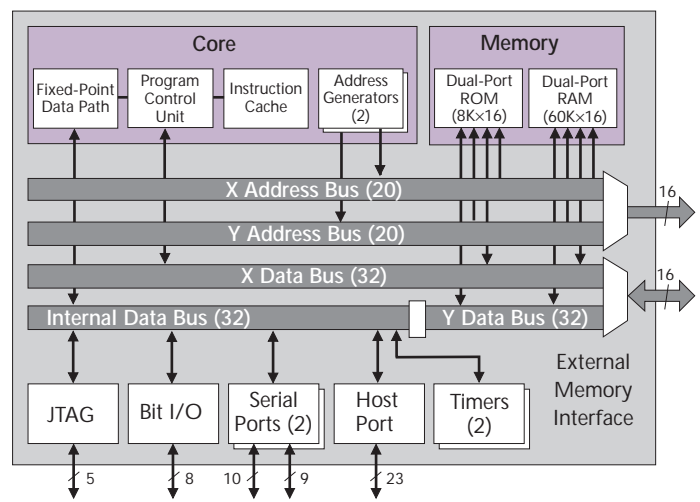 Core
Memory
Fixed-Point
Data Path
Program
Control
Unit
Instruction
Cache
Address
Generators
(2)
Dual-Port
ROM
(8K×16)
Dual-Port
RAM
(60K×16)
X Address Bus (20)
16
Y Address Bus (20)
X Data Bus (32)
16
Internal Data Bus (32)
Y Data Bus (32)
External
Memory
Interface
JTAG
Bit I/O
Serial
Ports (2)
Host
Port
Timers
(2)
5
8
10
9
23